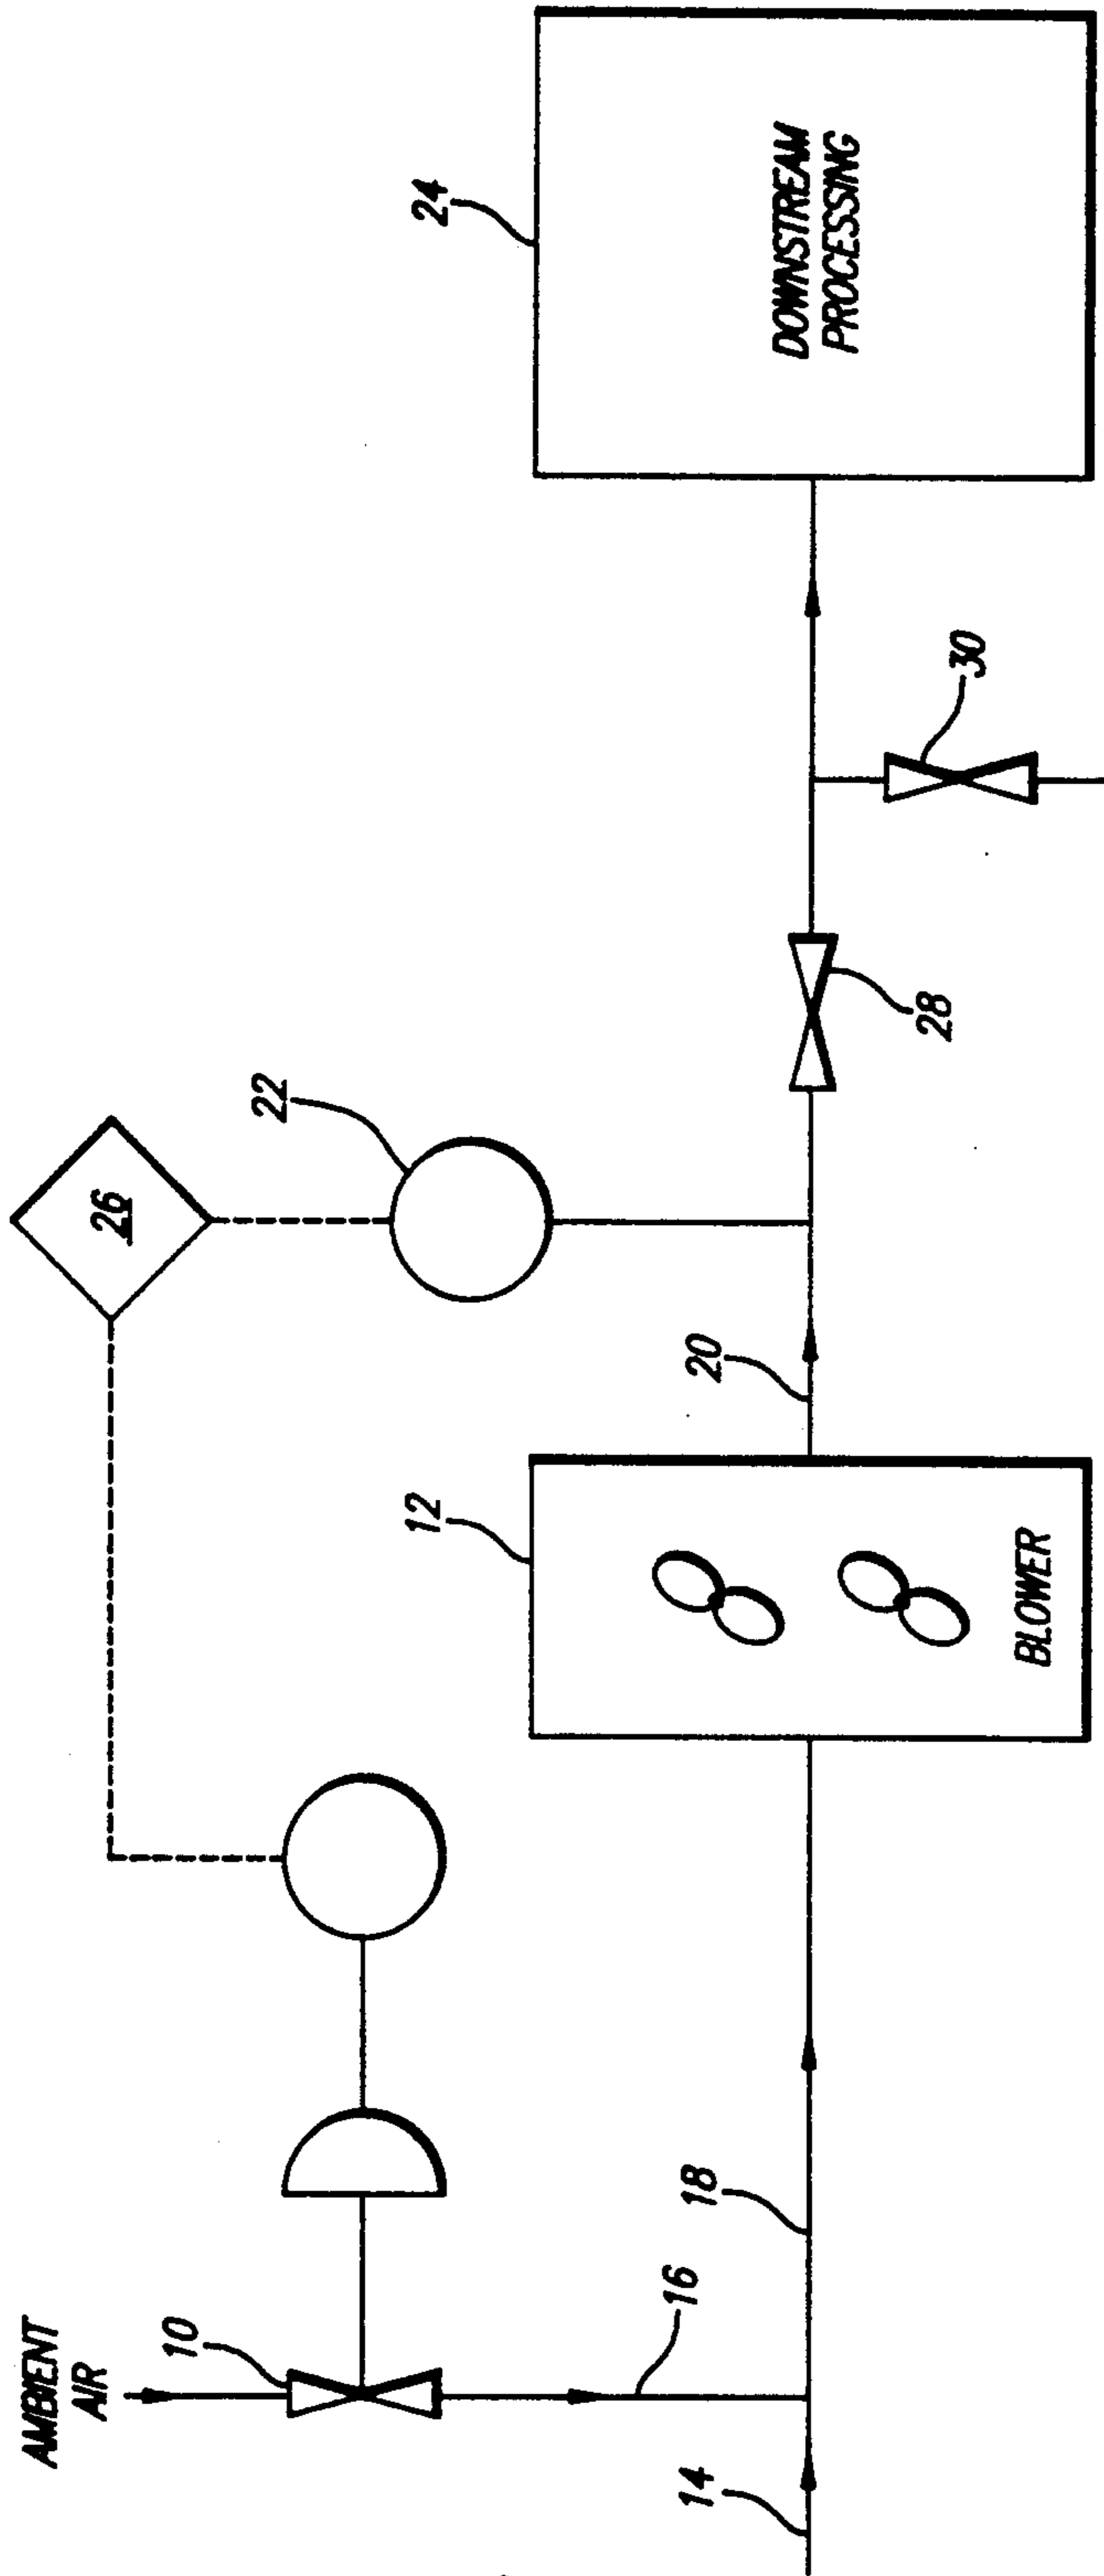 AMBIENT
AIR
10
26
22
24
12
16
14
18
20
28
30
BLOWER
DOWNSTREAM
PROCESSING